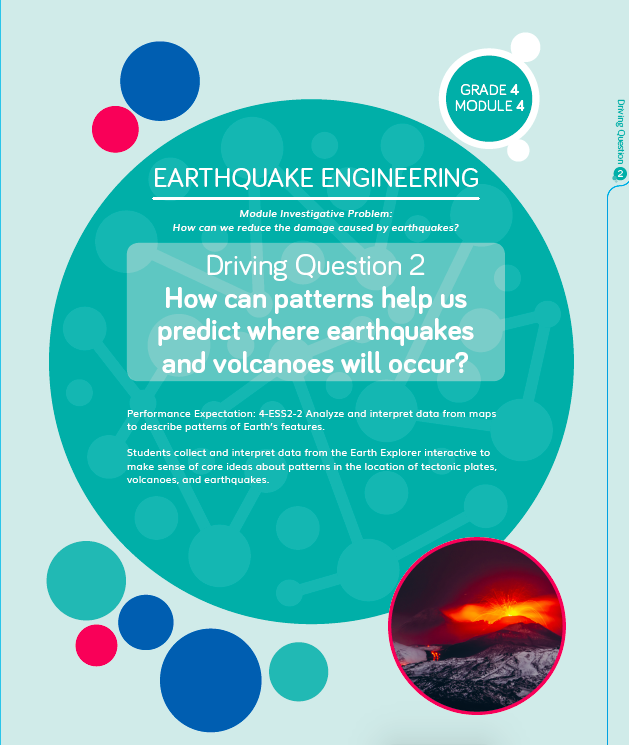 GRADE 4
MODULE 4
Driving Question 2
EARTHQUAKE ENGINEERING
Module Investigative Problem:
How can we reduce the damage caused by earthquakes?
Driving Question 2
How can patterns help us
predict where earthquakes
and volcanoes will occur?
Performance Expectation: 4-ESS2-2 Analyze and interpret data from maps
to describe patterns of Earth's features.
Students collect and interpret data from the Earth Explorer interactive to
make sense of core ideas about patterns in the location of tectonic plates,
volcanoes, and earthquakes.